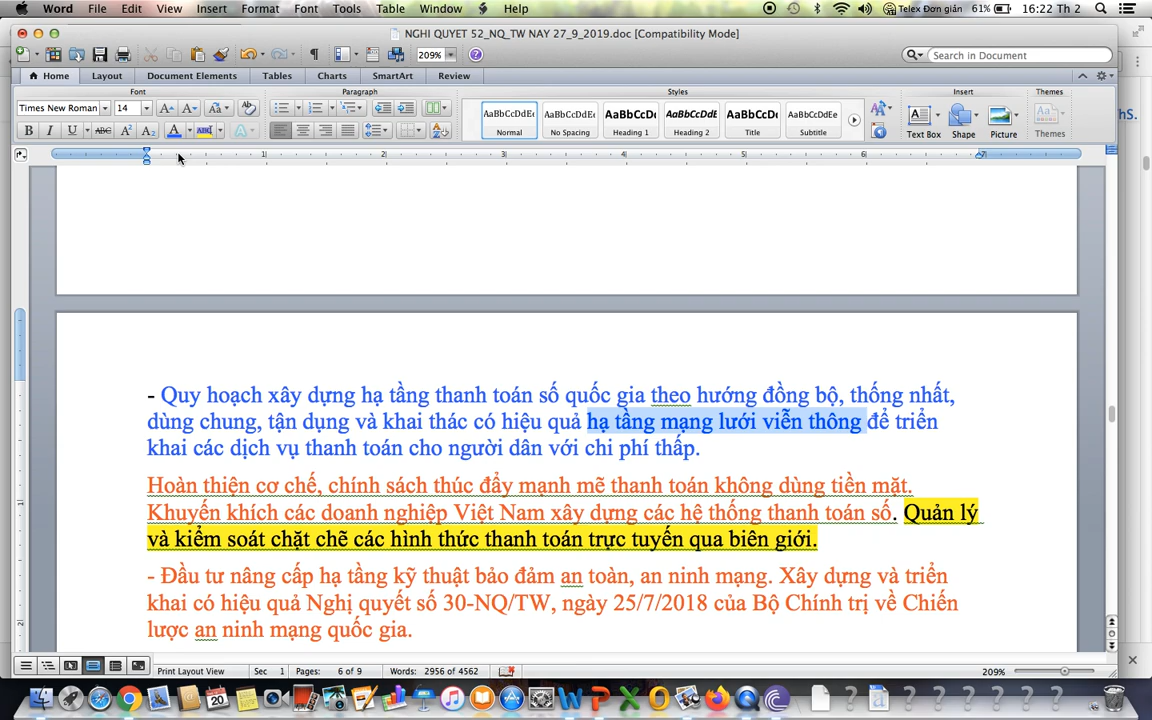 Word File Edit View Insert Format Font Tools Table Window Help Telex Đơn giản 61% 16:22 Th 2
NGHI QUYET 52_NQ_TW NAY 27_9_2019.doc [Compatibility Mode]
209% Search in Document
Home Layout Document Elements Tables Charts SmartArt Review
Font Paragraph Styles Insert Themes
Times New Roman 14 AaBbCcDdEe AaBbCcDdEe AaBbCcDc AaBbCcDdE AaBbCcDc AaBbCcDdEe
Normal No Spacing Heading 1 Heading 2 Title Subtitle Text Box Shape Picture Themes
hS.
1 2 3 4 5 6
- Quy hoạch xây dựng hạ tầng thanh toán số quốc gia theo hướng đồng bộ, thống nhất,
dùng chung, tận dụng và khai thác có hiệu quả hạ tầng mạng lưới viễn thông để triển
khai các dịch vụ thanh toán cho người dân với chi phí thấp.
Hoàn thiện cơ chế, chính sách thúc đẩy mạnh mẽ thanh toán không dùng tiền mặt.
Khuyến khích các doanh nghiệp Việt Nam xây dựng các hệ thống thanh toán số. Quản lý
và kiểm soát chặt chẽ các hình thức thanh toán trực tuyến qua biên giới.
- Đầu tư nâng cấp hạ tầng kỹ thuật bảo đảm an toàn, an ninh mạng. Xây dựng và triển
khai có hiệu quả Nghị quyết số 30-NQ/TW, ngày 25/7/2018 của Bộ Chính trị về Chiến
lược an ninh mạng quốc gia.
Print Layout View Sec 1 Pages: 6 of 9 Words: 2956 of 4562 209%